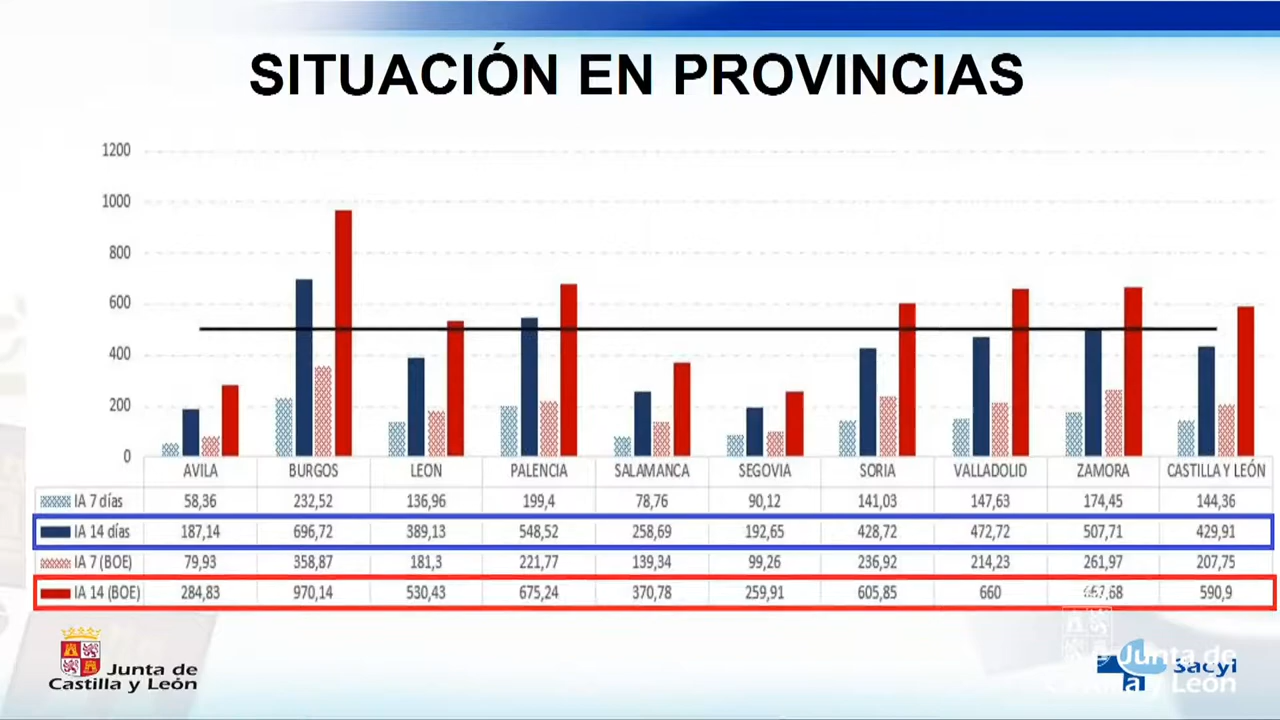 SITUACIÓN EN PROVINCIAS
1200
1000
800
600
400
200
0
AVILA BURGOS LEON PALENCIA SALAMANCA SEGOVIA SORIA VALLADOLID ZAMORA CASTILLA Y LEÓN
IA 7 días 58,36 232,52 136,96 199,4 78,76 90,12 141,03 147,63 174,45 144,36
IA 14 días 187,14 696,72 389,13 548,52 258,69 192,65 428,72 472,72 507,71 429,91
IA 7 (BOE) 79,93 358,87 181,3 221,77 139,34 99,26 236,92 214,23 261,97 207,75
IA 14 (BOE) 284,83 970,14 530,43 675,24 370,78 259,91 605,85 660 590,9
Junta de
Castilla y León
Sacyl
Junta de
Castilla y León